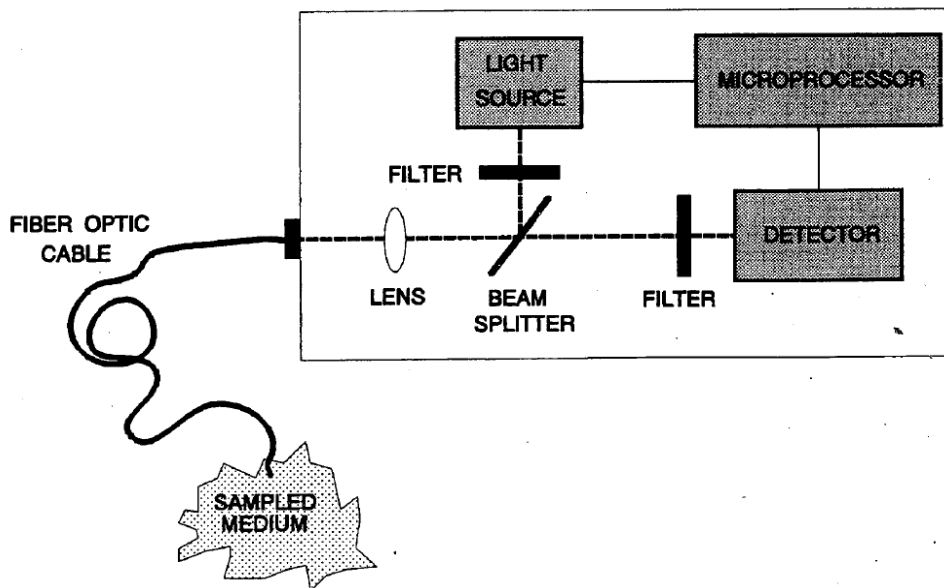 LIGHT
SOURCE
MICROPROCESSOR
FILTER
FIBER OPTIC
CABLE
DETECTOR
LENS
BEAM
SPLITTER
FILTER
SAMPLED
MEDIUM